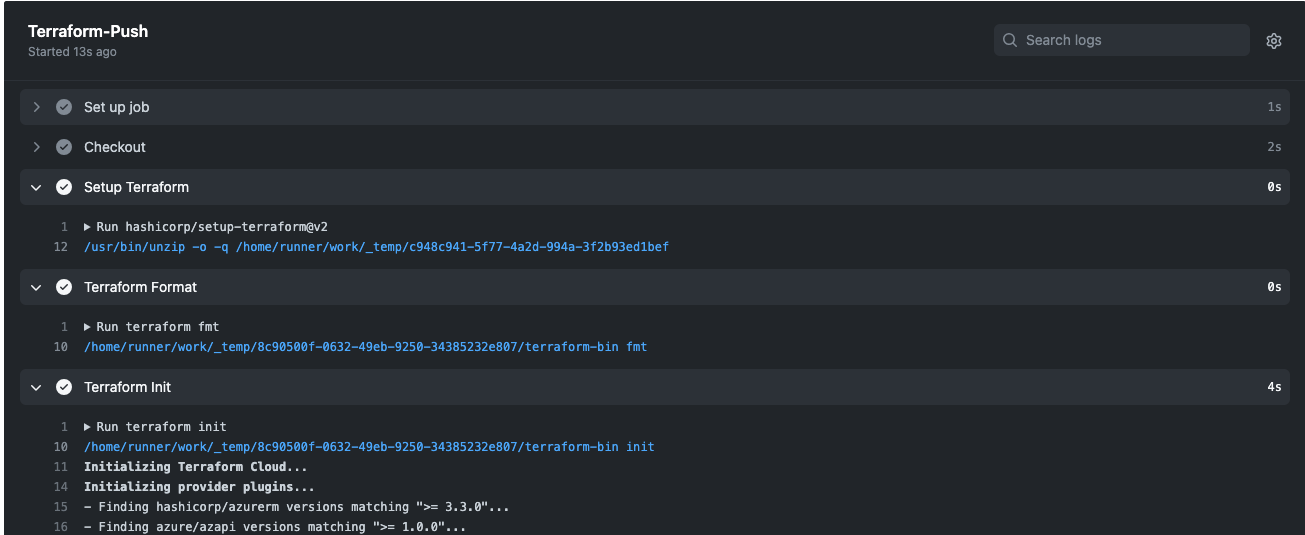 Terraform-Push
Started 13s ago
Search logs
Set up job 1s
Checkout 2s
Setup Terraform 0s
1 ▶ Run hashicorp/setup-terraform@v2
12 /usr/bin/unzip -o -q /home/runner/work/_temp/c948c941-5f77-4a2d-994a-3f2b93ed1bef
Terraform Format 0s
1 ▶ Run terraform fmt
10 /home/runner/work/_temp/8c90500f-0632-49eb-9250-34385232e807/terraform-bin fmt
Terraform Init 4s
1 ▶ Run terraform init
10 /home/runner/work/_temp/8c90500f-0632-49eb-9250-34385232e807/terraform-bin init
11 Initializing Terraform Cloud...
14 Initializing provider plugins...
15 - Finding hashicorp/azurerm versions matching ">= 3.3.0"...
16 - Finding azure/azapi versions matching ">= 1.0.0"...